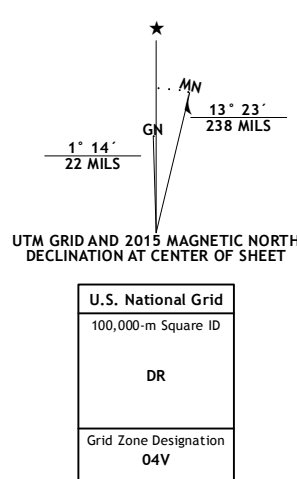 ★
MN
GN
13° 23´
238 MILS
1° 14´
22 MILS
UTM GRID AND 2015 MAGNETIC NORTH
DECLINATION AT CENTER OF SHEET
U.S. National Grid
100,000-m Square ID
DR
Grid Zone Designation
04V